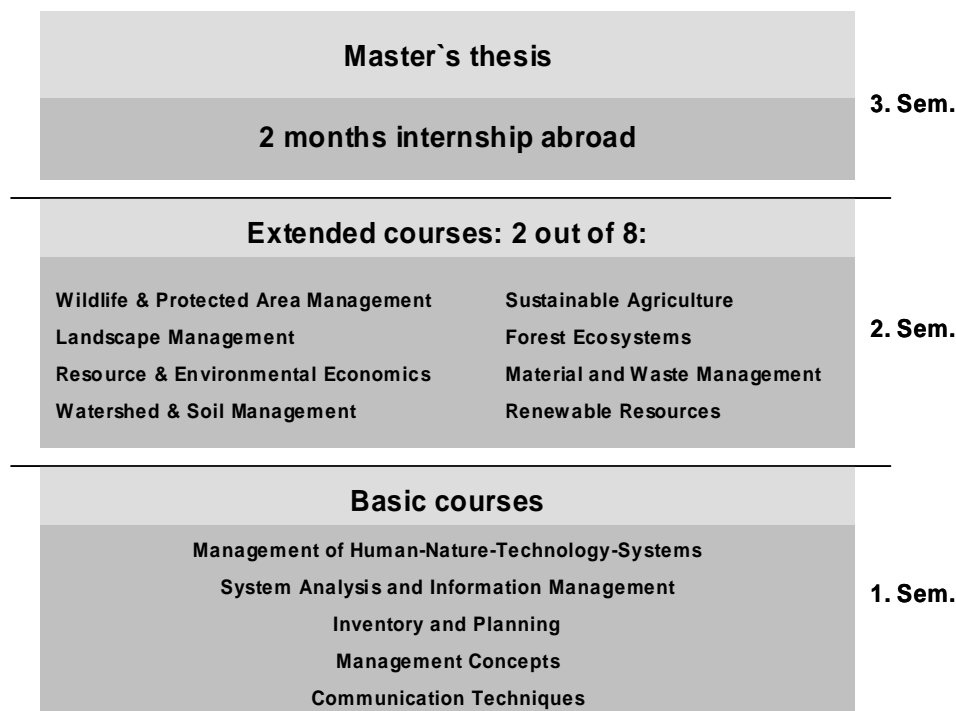 Master`s thesis
2 months internship abroad
3. Sem.
Extended courses: 2 out of 8:
Wildlife & Protected Area Management
Landscape Management
Resource & Environmental Economics
Watershed & Soil Management
Sustainable Agriculture
Forest Ecosystems
Material and Waste Management
Renewable Resources
2. Sem.
Basic courses
Management of Human-Nature-Technology-Systems
System Analysis and Information Management
Inventory and Planning
Management Concepts
Communication Techniques
1. Sem.